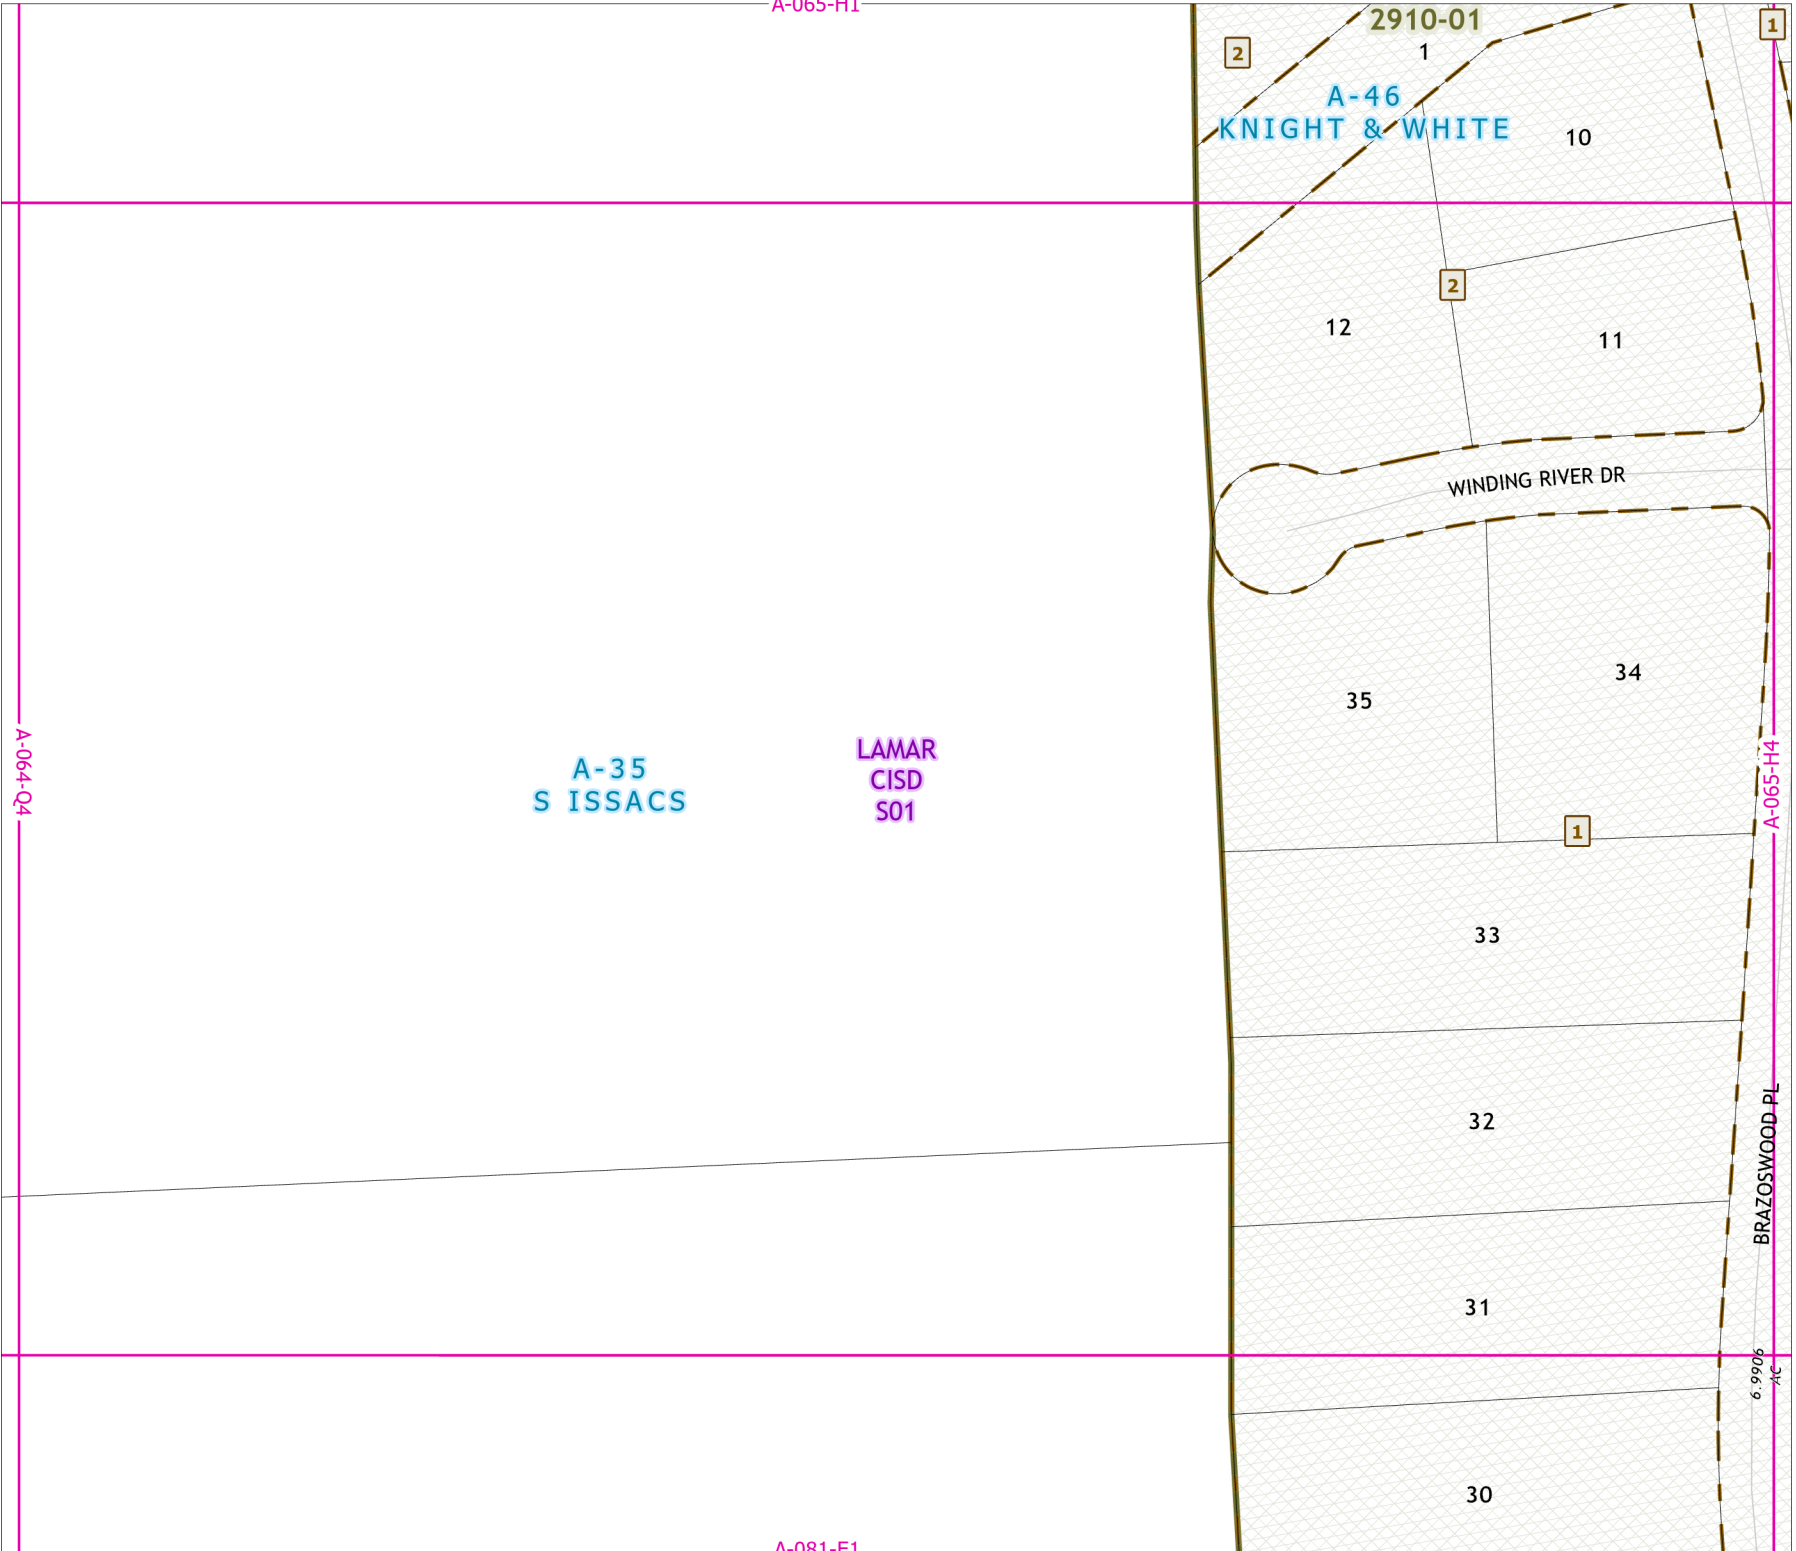 A-065-H1
2910-01
1
2
1
A-46
KNIGHT & WHITE
10
2
12
11
WINDING RIVER DR
35
34
A-064-Q4
A-35
S ISSACS
LAMAR
CISD
S01
A-065-H4
1
33
32
BRAZOSWOOD PL
31
6.9906
AC
30
A-081-E1